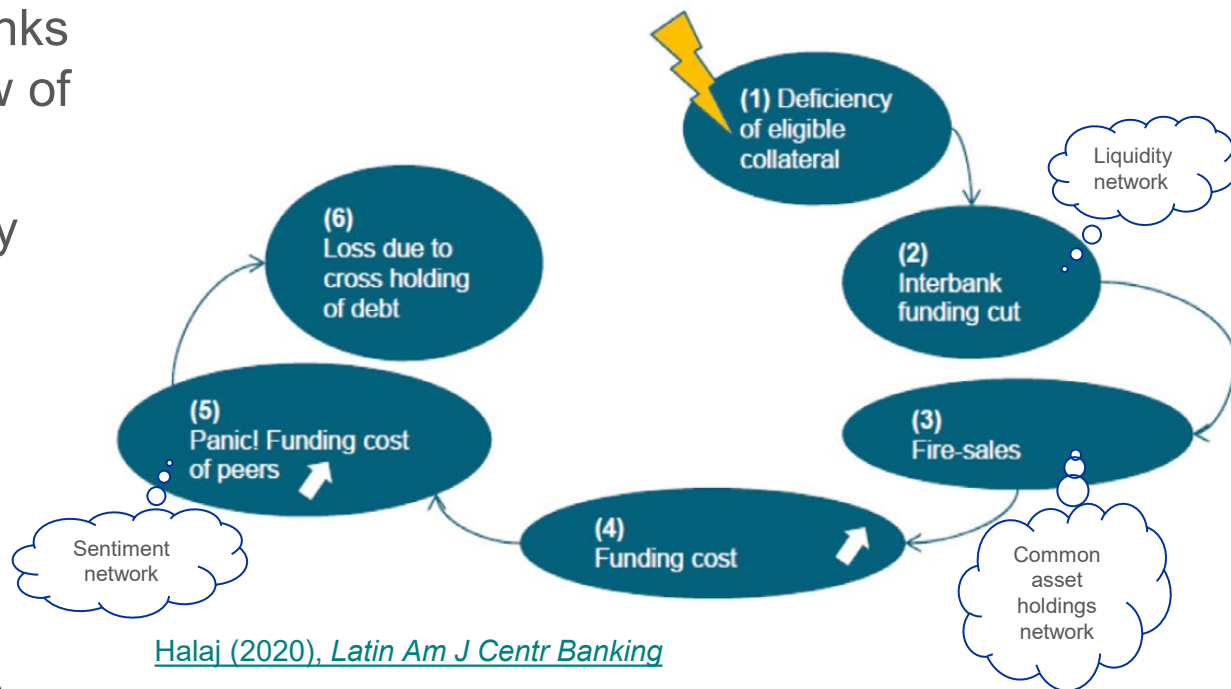 nks
w of
y
(1) Deficiency
of eligible
collateral
Liquidity
network
(2)
Interbank
funding cut
(3)
Fire-sales
Common
asset
holdings
network
(4)
Funding cost
(5)
Panic! Funding cost
of peers
Sentiment
network
(6)
Loss due to
cross holding
of debt
Halaj (2020), Latin Am J Centr Banking